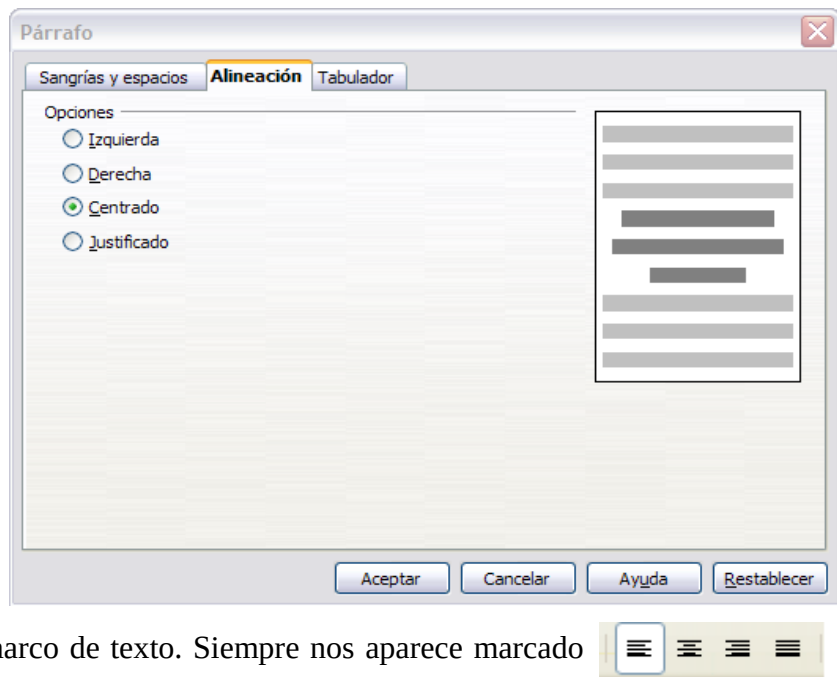 Párrafo
Sangrías y espacios Alineación Tabulador
Opciones
Izquierda
Derecha
Centrado
Justificado
Aceptar Cancelar Ayuda Restablecer
arco de texto. Siempre nos aparece marcado